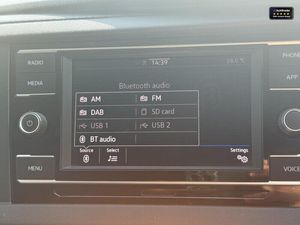 AutoTrader
RADIO
MEDIA
MENU
14:39
Bluetooth audio
AM
FM
DAB
SD card
USB 1
USB 2
BT audio
Source
Select
Settings
PHONE
VOICE
APP